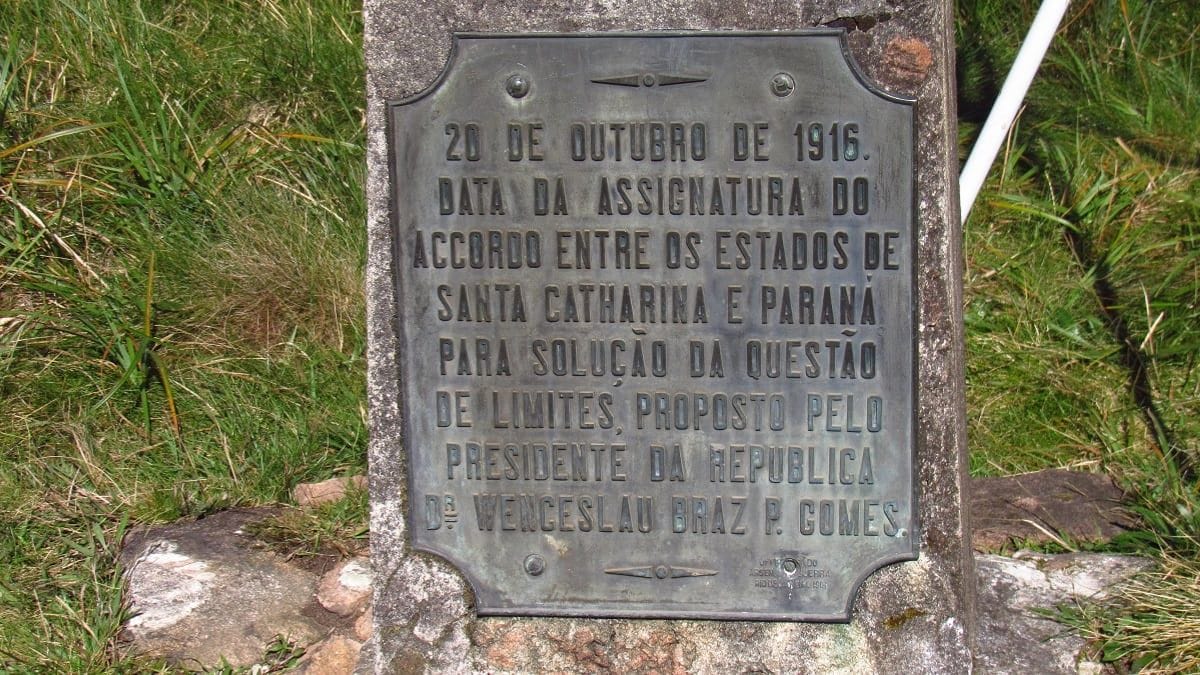 20 DE OUTUBRO DE 1916.
DATA DA ASSIGNATURA DO
ACCORDO ENTRE OS ESTADOS DE
SANTA CATHARINA E PARANÁ
PARA SOLUÇÃO DA QUESTÃO
DE LIMITES, PROPOSTO PELO
PRESIDENTE DA REPUBLICA
DR WENCESLAU BRAZ P. GOMES